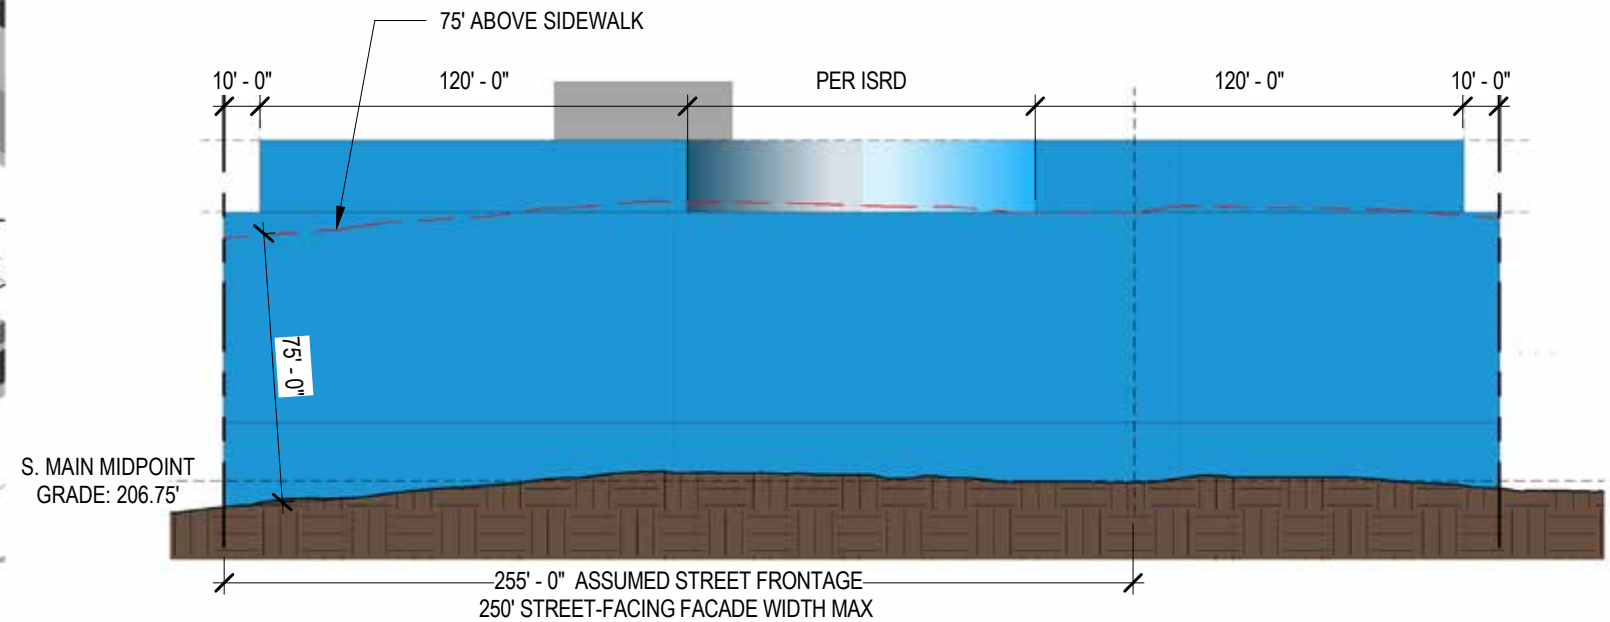 75' ABOVE SIDEWALK
10' - 0" 120' - 0" PER ISRD 120' - 0" 10' - 0"
75' - 0"
S. MAIN MIDPOINT
GRADE: 206.75'
255' - 0" ASSUMED STREET FRONTAGE
250' STREET-FACING FACADE WIDTH MAX